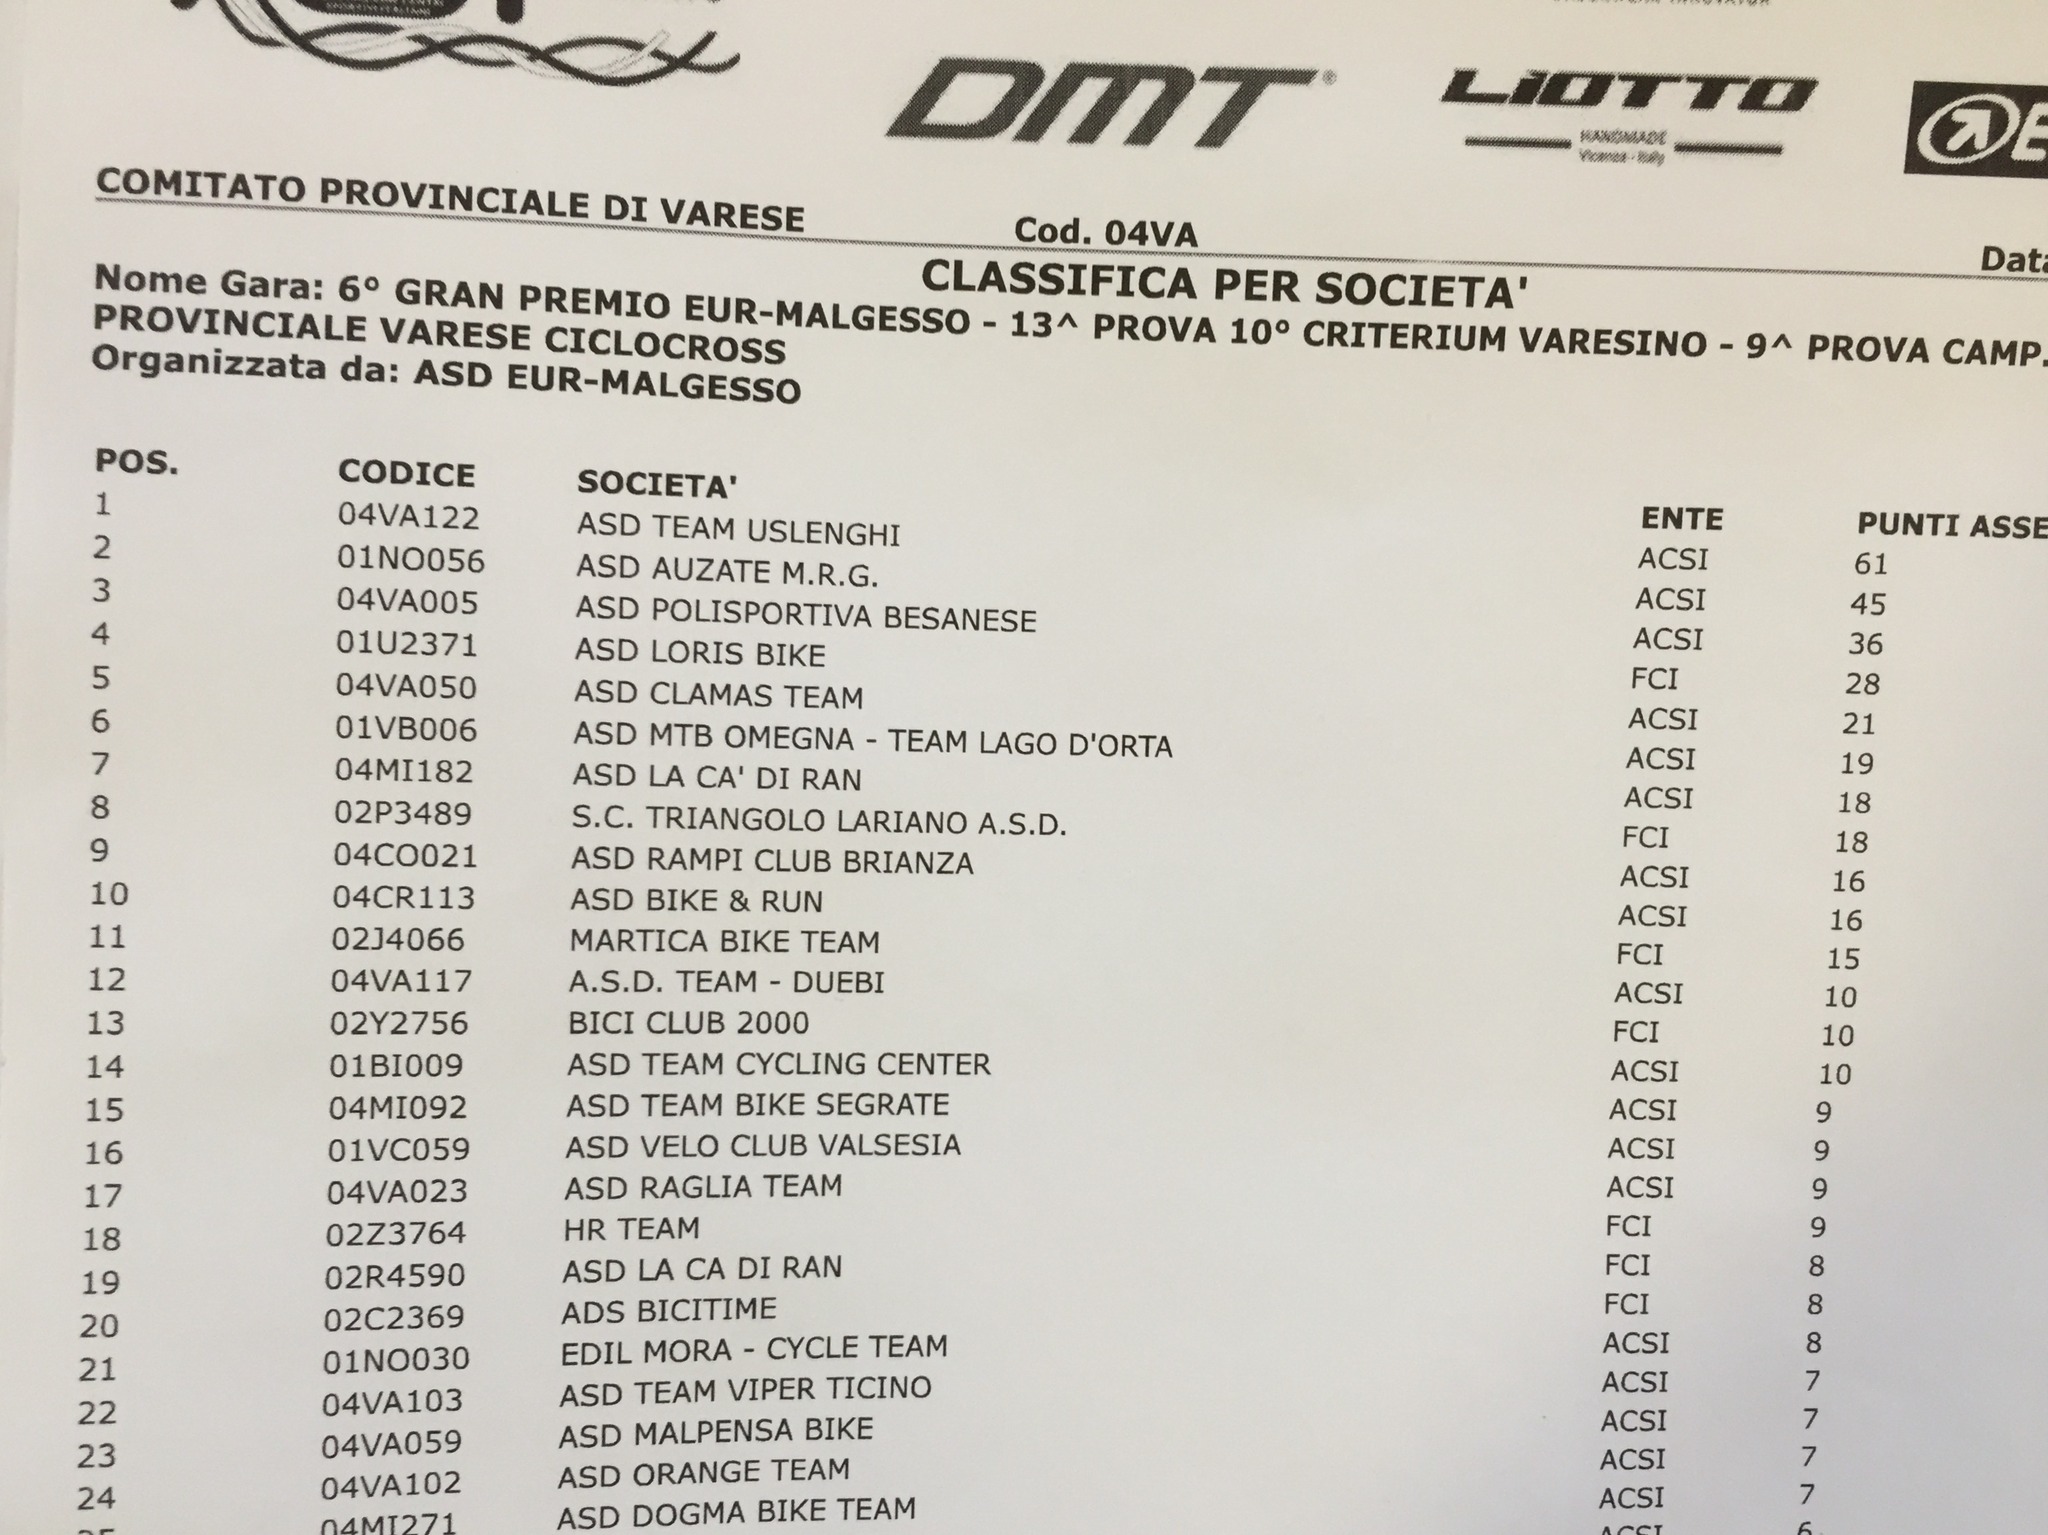 DMT®
LIOTTO
HANDMADE
Vicenza - Italy
COMITATO PROVINCIALE DI VARESE Cod. 04VA Data
CLASSIFICA PER SOCIETA'
Nome Gara: 6° GRAN PREMIO EUR-MALGESSO - 13^ PROVA 10° CRITERIUM VARESINO - 9^ PROVA CAMP.
PROVINCIALE VARESE CICLOCROSS
Organizzata da: ASD EUR-MALGESSO
POS. CODICE SOCIETA' ENTE PUNTI ASSE
1 04VA122 ASD TEAM USLENGHI ACSI 61
2 01NO056 ASD AUZATE M.R.G. ACSI 45
3 04VA005 ASD POLISPORTIVA BESANESE ACSI 36
4 01U2371 ASD LORIS BIKE FCI 28
5 04VA050 ASD CLAMAS TEAM ACSI 21
6 01VB006 ASD MTB OMEGNA - TEAM LAGO D'ORTA ACSI 19
7 04MI182 ASD LA CA' DI RAN ACSI 18
8 02P3489 S.C. TRIANGOLO LARIANO A.S.D. FCI 18
9 04CO021 ASD RAMPI CLUB BRIANZA ACSI 16
10 04CR113 ASD BIKE & RUN ACSI 16
11 02J4066 MARTICA BIKE TEAM FCI 15
12 04VA117 A.S.D. TEAM - DUEBI ACSI 10
13 02Y2756 BICI CLUB 2000 FCI 10
14 01BI009 ASD TEAM CYCLING CENTER ACSI 10
15 04MI092 ASD TEAM BIKE SEGRATE ACSI 9
16 01VC059 ASD VELO CLUB VALSESIA ACSI 9
17 04VA023 ASD RAGLIA TEAM ACSI 9
18 02Z3764 HR TEAM FCI 9
19 02R4590 ASD LA CA DI RAN FCI 8
20 02C2369 ADS BICITIME FCI 8
21 01NO030 EDIL MORA - CYCLE TEAM ACSI 8
22 04VA103 ASD TEAM VIPER TICINO ACSI 7
23 04VA059 ASD MALPENSA BIKE ACSI 7
24 04VA102 ASD ORANGE TEAM ACSI 7
25 04MI271 ASD DOGMA BIKE TEAM ACSI 7
ACSI 6